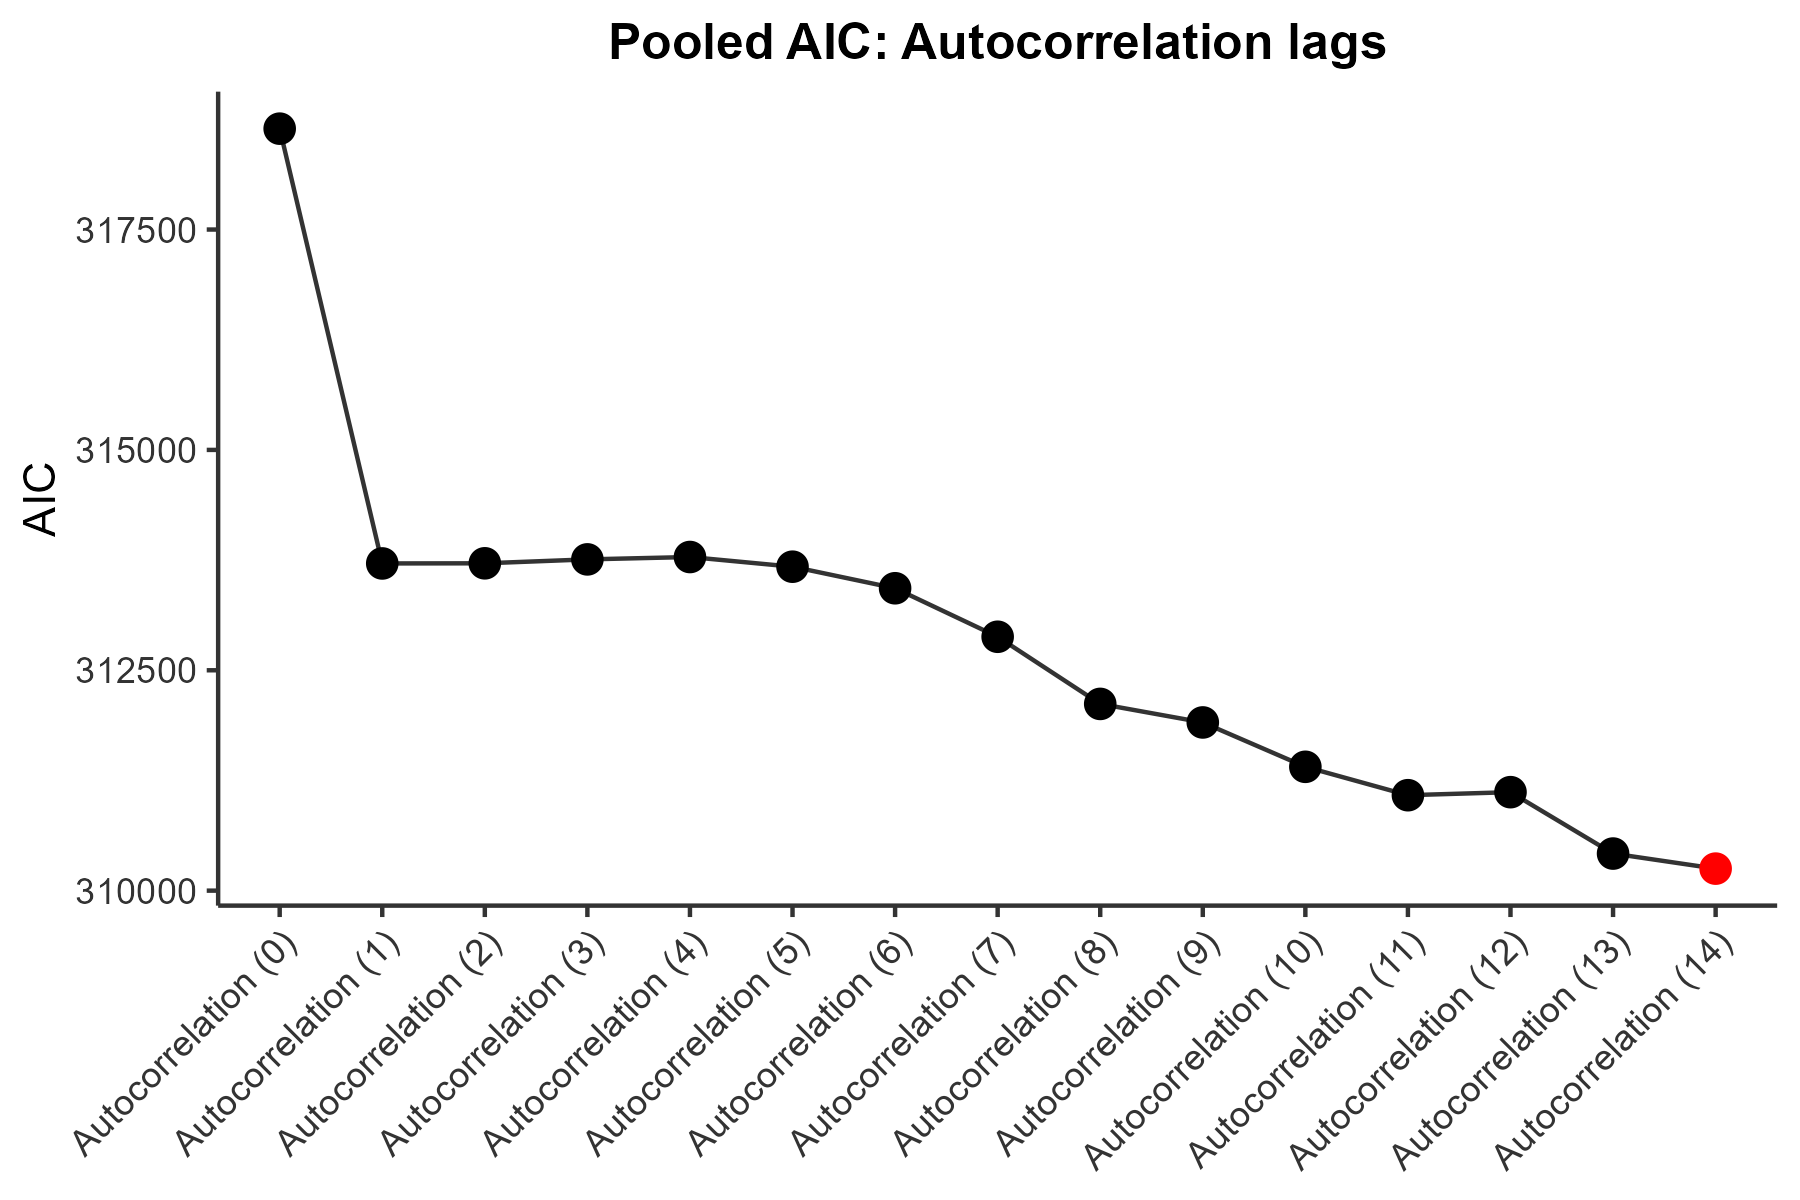 Pooled AIC: Autocorrelation lags
AIC
317500
315000
312500
310000
Autocorrelation (0)
Autocorrelation (1)
Autocorrelation (2)
Autocorrelation (3)
Autocorrelation (4)
Autocorrelation (5)
Autocorrelation (6)
Autocorrelation (7)
Autocorrelation (8)
Autocorrelation (9)
Autocorrelation (10)
Autocorrelation (11)
Autocorrelation (12)
Autocorrelation (13)
Autocorrelation (14)